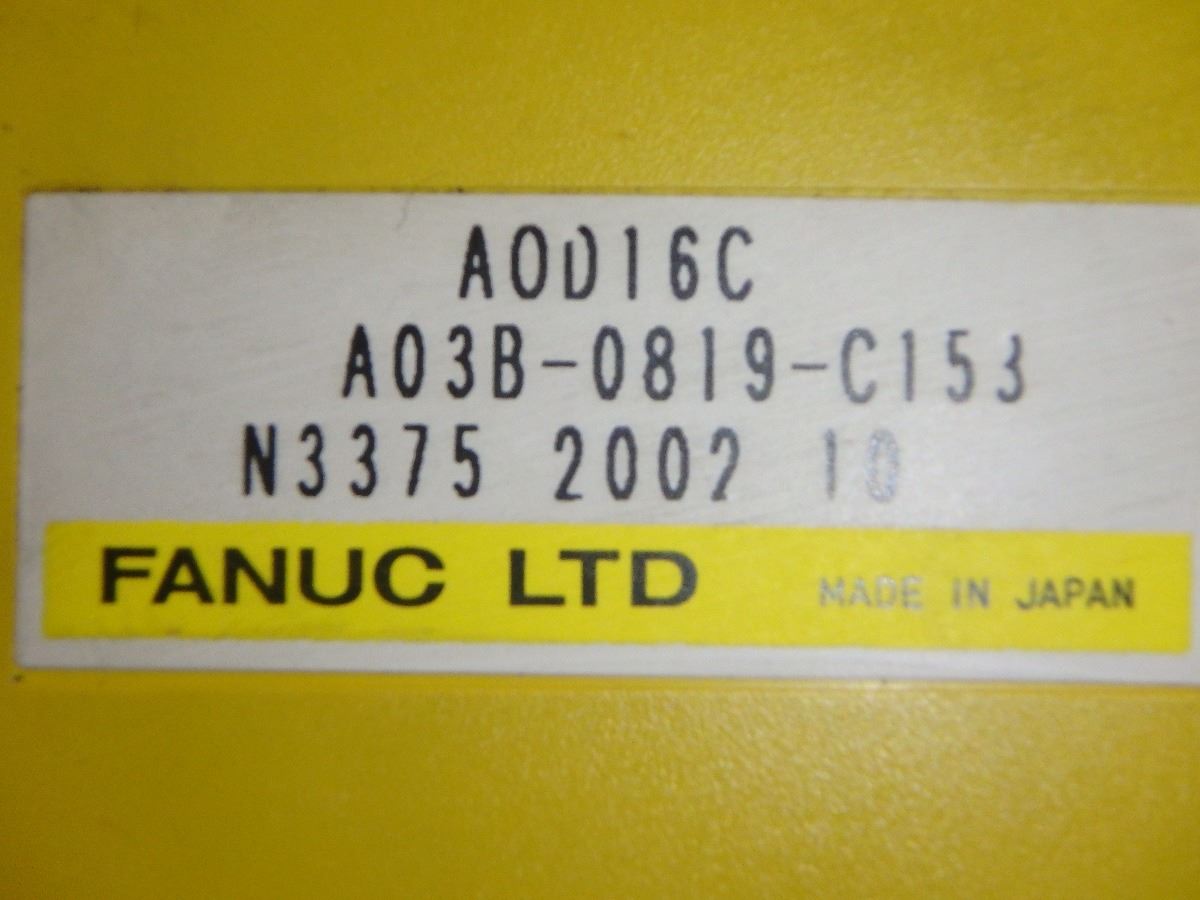 AOD16C
A03B-0819-C153
N3375 2002 10
FANUC LTD MADE IN JAPAN